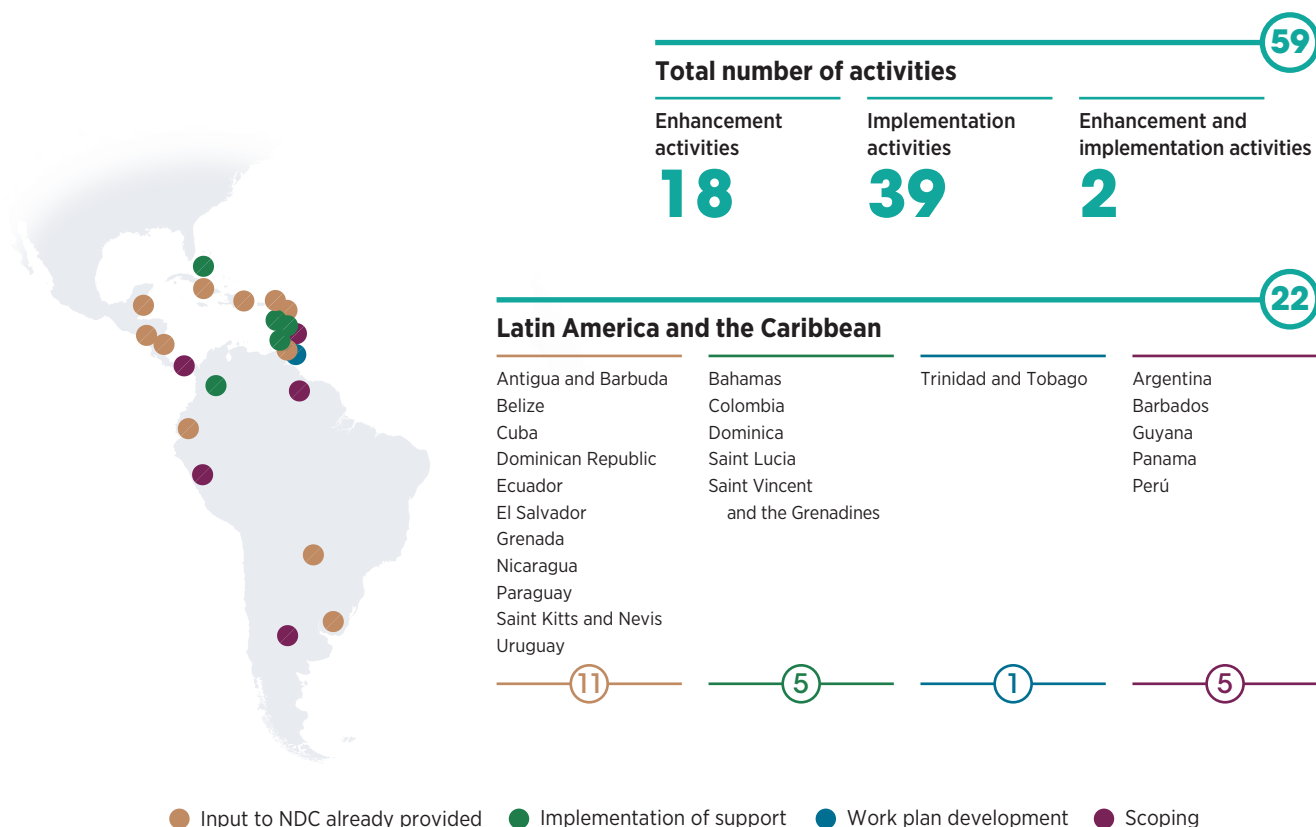 59
Total number of activities
Enhancement
activities
18
Implementation
activities
39
Enhancement and
implementation activities
2
22
Latin America and the Caribbean
Antigua and Barbuda
Belize
Cuba
Dominican Republic
Ecuador
El Salvador
Grenada
Nicaragua
Paraguay
Saint Kitts and Nevis
Uruguay
11
Bahamas
Colombia
Dominica
Saint Lucia
Saint Vincent
and the Grenadines
5
Trinidad and Tobago
1
Argentina
Barbados
Guyana
Panama
Perú
5
Input to NDC already provided
Implementation of support
Work plan development
Scoping